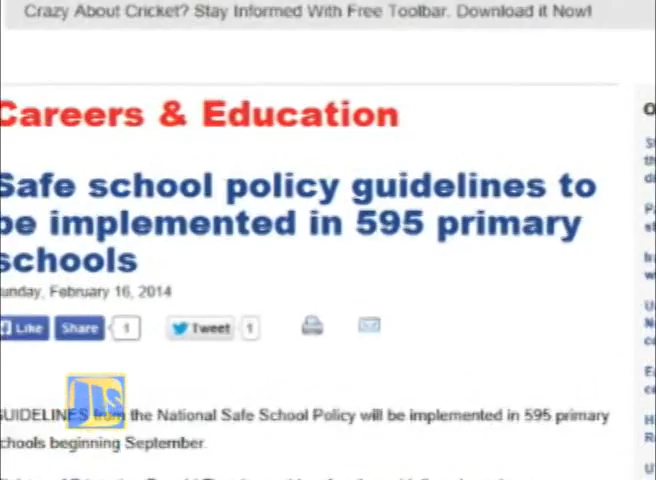 Crazy About Cricket? Stay Informed With Free Toolbar. Download it Now!
Careers & Education
Safe school policy guidelines to
be implemented in 595 primary
schools
unday, February 16, 2014
Like Share 1 Tweet 1
GUIDELINES from the National Safe School Policy will be implemented in 595 primary
chools beginning September.